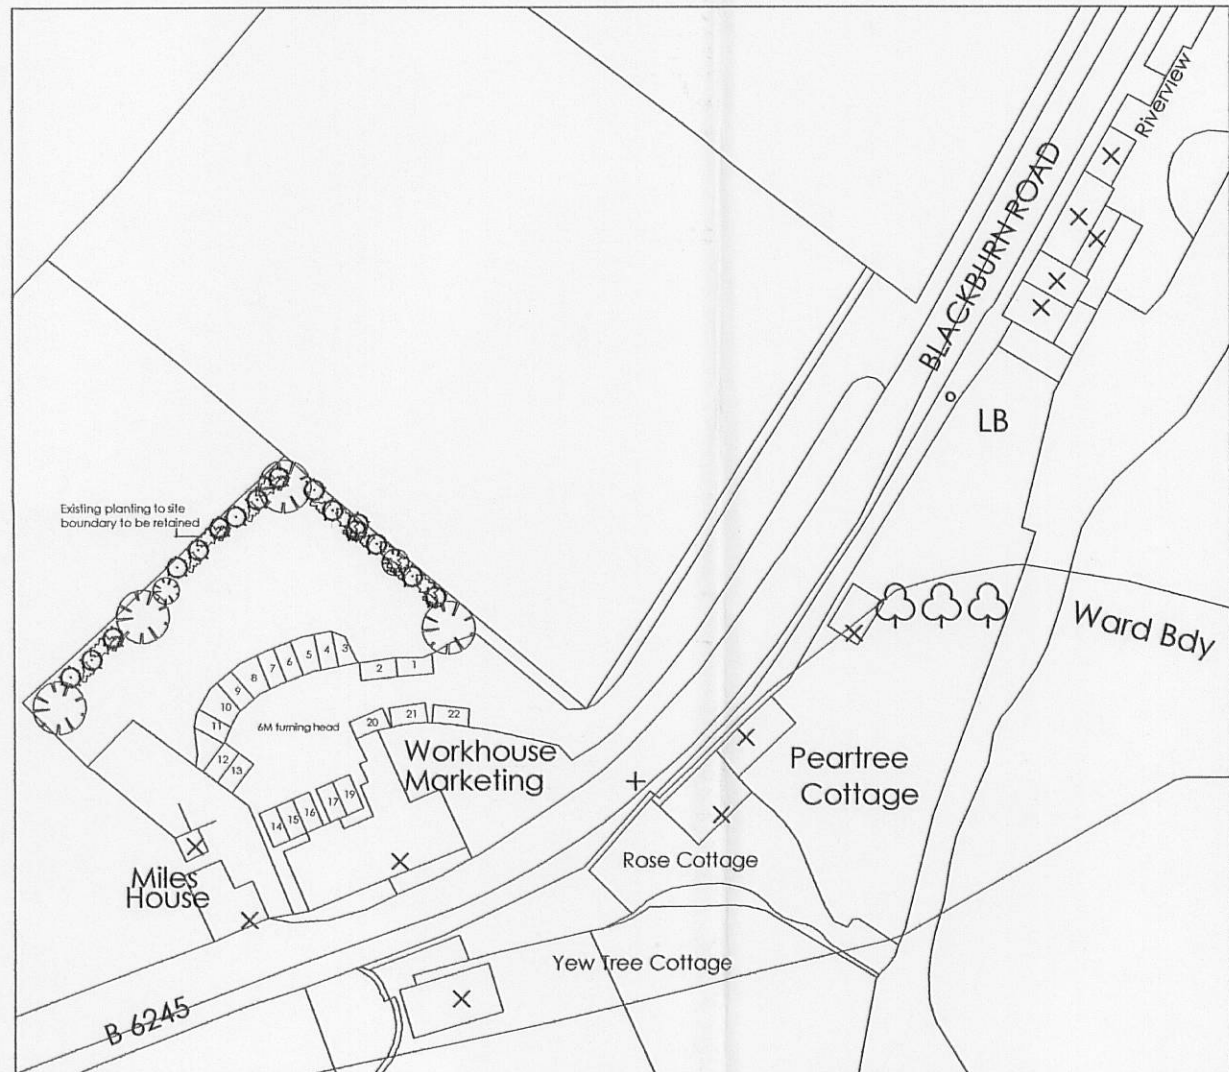 Riverview
BLACKBURN ROAD
LB
Existing planting to site
boundary to be retained
Ward Bdy
1
2
3
4
5
6
7
8
9
10
11
12
13
6M turning head
20
21
22
Workhouse
Marketing
14
15
16
17
19
Peartree
Cottage
Rose Cottage
Miles
House
Yew Tree Cottage
B 6245